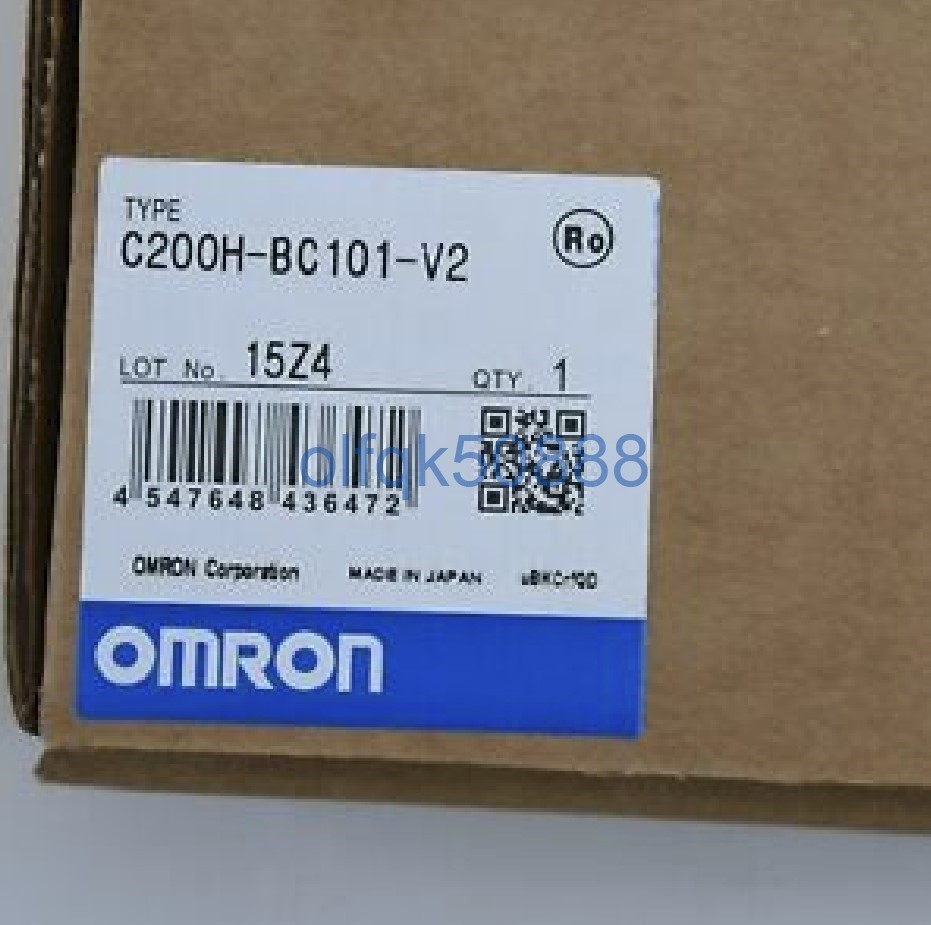 TYPE
C200H-BC101-V2
Ro
LOT No. 15Z4
QTY. 1
olfqk50888
4 547648 436472
OMRON Corporation MADE IN JAPAN
OMRON